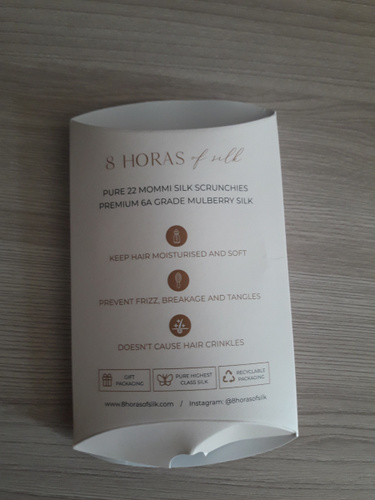 8 HORAS of silk
PURE 22 MOMMI SILK SCRUNCHIES
PREMIUM 6A GRADE MULBERRY SILK
KEEP HAIR MOISTURISED AND SOFT
PREVENT FRIZZ, BREAKAGE AND TANGLES
DOESN'T CAUSE HAIR CRINKLES
GIFT
PACKAGING
PURE HIGHEST
CLASS SILK
RECYCLABLE
PACKAGING
www.8horasofsilk.com / Instagram: @8horasofsilk